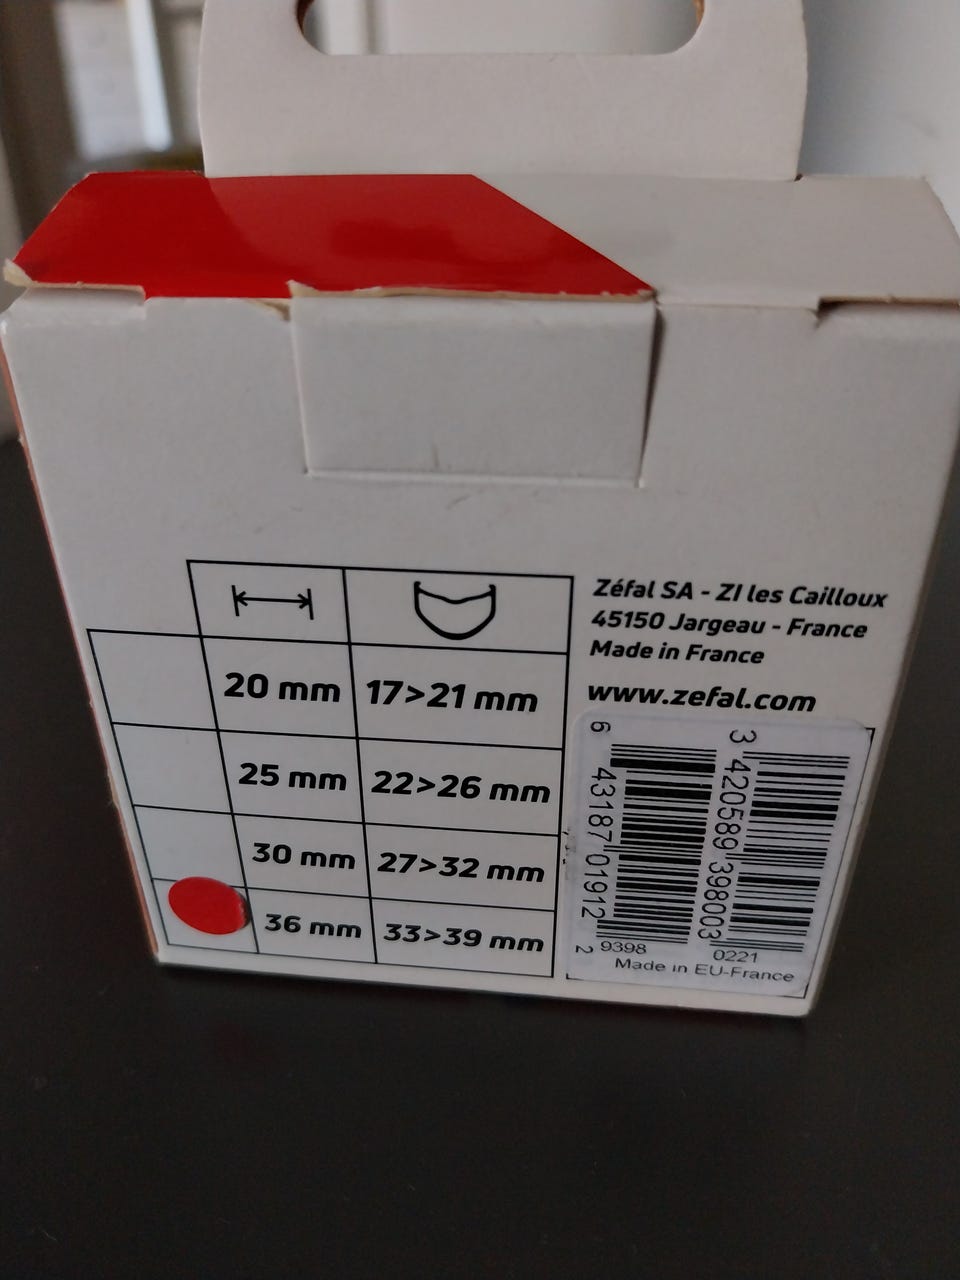 Zéfal SA - ZI les Cailloux
45150 Jargeau - France
Made in France
www.zefal.com
20 mm 17>21 mm
25 mm 22>26 mm
30 mm 27>32 mm
36 mm 33>39 mm
3 420589 398003
6 43187 01912 2
9398 0221
Made in EU-France